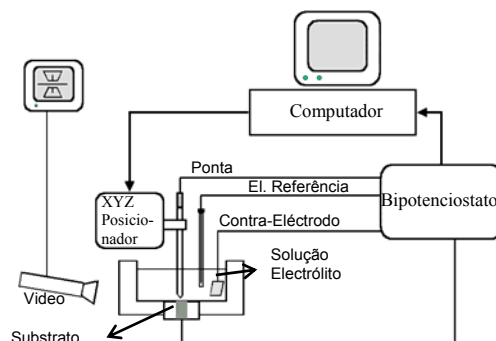 Computador
Ponta
El. Referência
XYZ
Posicio-
nador
Bipotenciostato
Contra-Eléctrodo
Solução
Electrólito
Video
Substrato